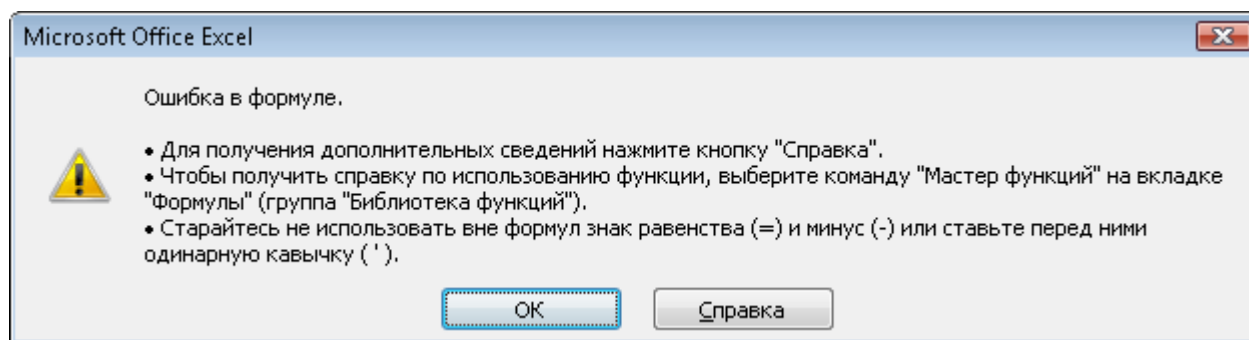 Microsoft Office Excel
Ошибка в формуле.
• Для получения дополнительных сведений нажмите кнопку "Справка".
• Чтобы получить справку по использованию функции, выберите команду "Мастер функций" на вкладке
"Формулы" (группа "Библиотека функций").
• Старайтесь не использовать вне формул знак равенства (=) и минус (-) или ставьте перед ними
одинарную кавычку ( ' ).
ОК Справка